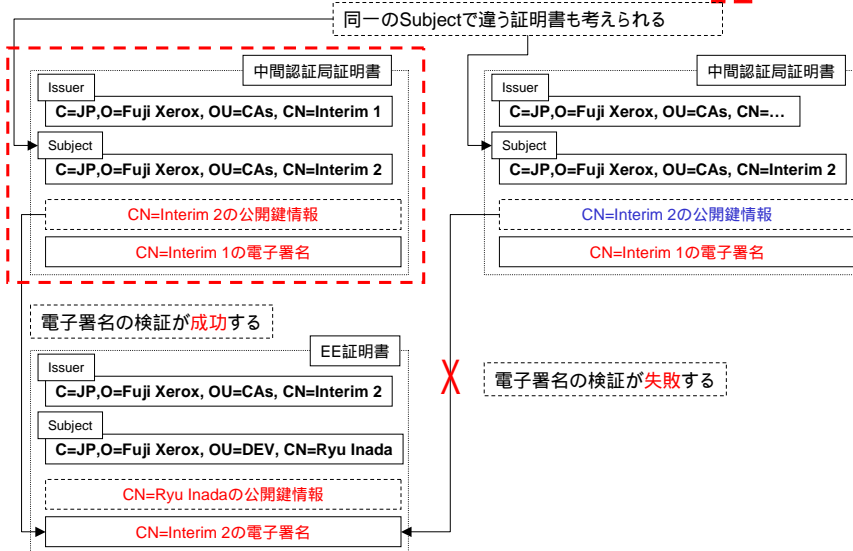 同一のSubjectで違う証明書も考えられる
中間認証局証明書
Issuer
C=JP,O=Fuji Xerox, OU=CAs, CN=Interim 1
Subject
C=JP,O=Fuji Xerox, OU=CAs, CN=Interim 2
CN=Interim 2の公開鍵情報
CN=Interim 1の電子署名
中間認証局証明書
Issuer
C=JP,O=Fuji Xerox, OU=CAs, CN=…
Subject
C=JP,O=Fuji Xerox, OU=CAs, CN=Interim 2
CN=Interim 2の公開鍵情報
CN=Interim 1の電子署名
電子署名の検証が成功する
EE証明書
Issuer
C=JP,O=Fuji Xerox, OU=CAs, CN=Interim 2
Subject
C=JP,O=Fuji Xerox, OU=DEV, CN=Ryu Inada
CN=Ryu Inadaの公開鍵情報
CN=Interim 2の電子署名
電子署名の検証が失敗する